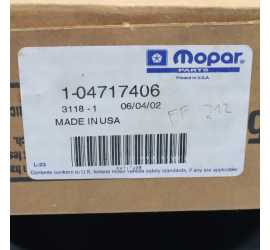 Mopar
PARTS
Printed in U.S.A.
1-04717406
3118 - 1 06/04/02
FF 212
MADE IN USA
L-23
Contents conform to U.S. federal motor vehicle safety standards, if any are applicable.